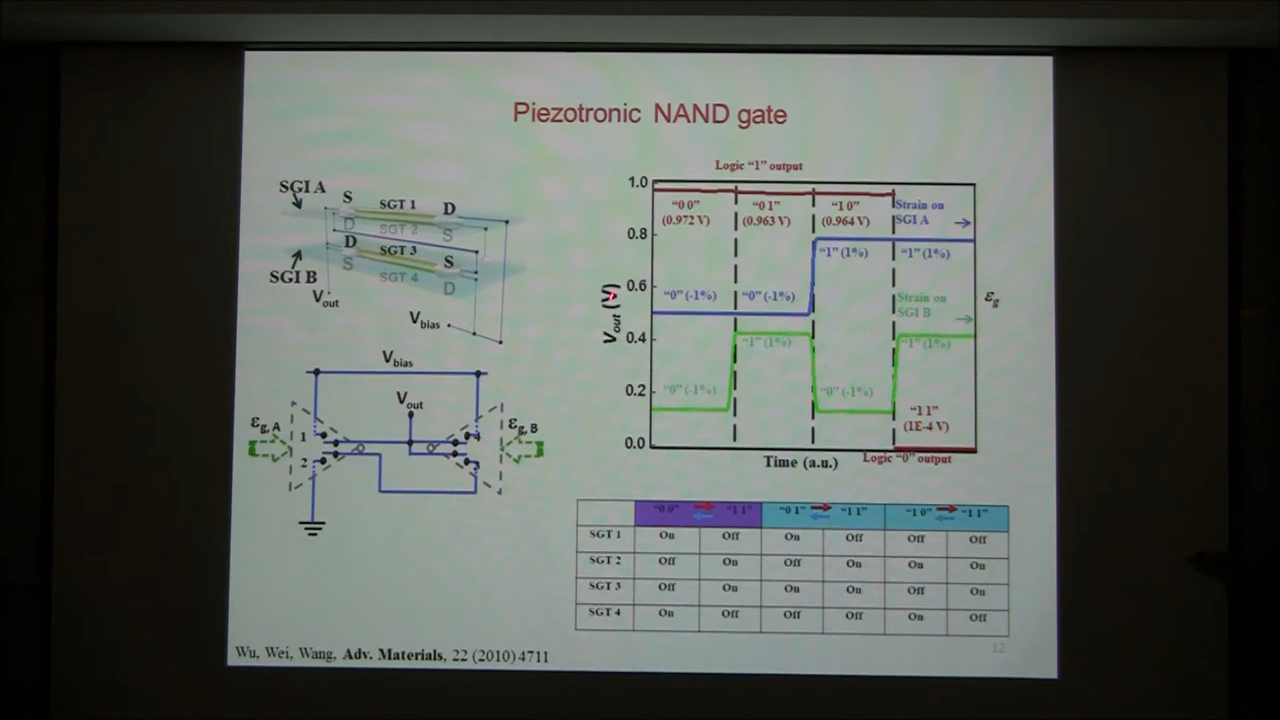 Piezotronic NAND gate
SGI A
S
SGT 1
D
D
SGT 2
S
D
SGT 3
S
S
SGT 4
D
SGI B
Vout
Vbias
Vbias
Vout
εg, A
εg, B
1
2
4
Logic “1” output
1.0
0.8
0.6
0.4
0.2
0.0
Vout (V)
“0 0”
(0.972 V)
“0 1”
(0.963 V)
“1 0”
(0.964 V)
Strain on
SGI A
“1” (1%)
“1” (1%)
“0” (-1%)
“0” (-1%)
Strain on
SGI B
εg
“1” (1%)
“1” (1%)
“0” (-1%)
“0” (-1%)
“1 1”
(1E-4 V)
Time (a.u.)
Logic “0” output
“0 0” “1 1” “0 1” “1 1” “1 0” “1 1”
SGT 1 On Off On Off Off Off
SGT 2 Off On Off On On On
SGT 3 Off On On On Off On
SGT 4 On Off Off Off On Off
Wu, Wei, Wang, Adv. Materials, 22 (2010) 4711
12